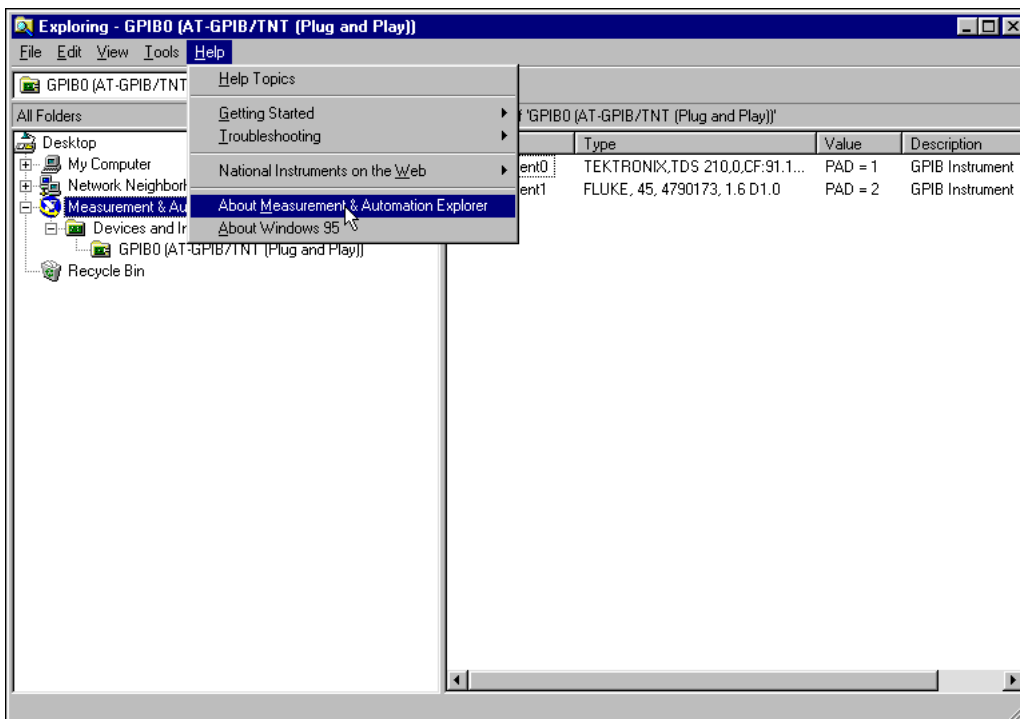 Exploring - GPIB0 (AT-GPIB/TNT (Plug and Play))
File Edit View Tools Help
GPIB0 (AT-GPIB/TNT
Help Topics
Getting Started
Troubleshooting
National Instruments on the Web
About Measurement & Automation Explorer
About Windows 95
All Folders
Desktop
My Computer
Network Neighborh
Measurement & Au
Devices and In
GPIB0 (AT-GPIB/TNT (Plug and Play))
Recycle Bin
f 'GPIB0 (AT-GPIB/TNT (Plug and Play))'
Type Value Description
ent0 TEKTRONIX,TDS 210,0,CF:91.1... PAD = 1 GPIB Instrument
ent1 FLUKE, 45, 4790173, 1.6 D1.0 PAD = 2 GPIB Instrument